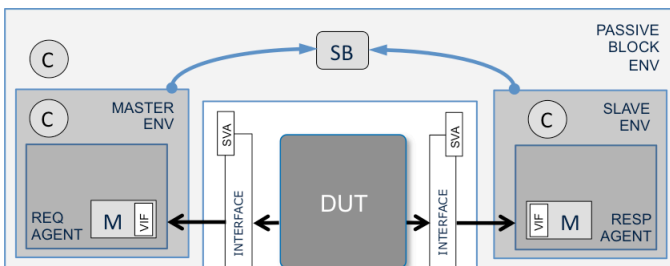 PASSIVE
BLOCK
ENV
C
SB
MASTER
ENV
C
REQ
AGENT
M
VIF
SVA
INTERFACE
DUT
SVA
INTERFACE
C
SLAVE
ENV
VIF
M
RESP
AGENT